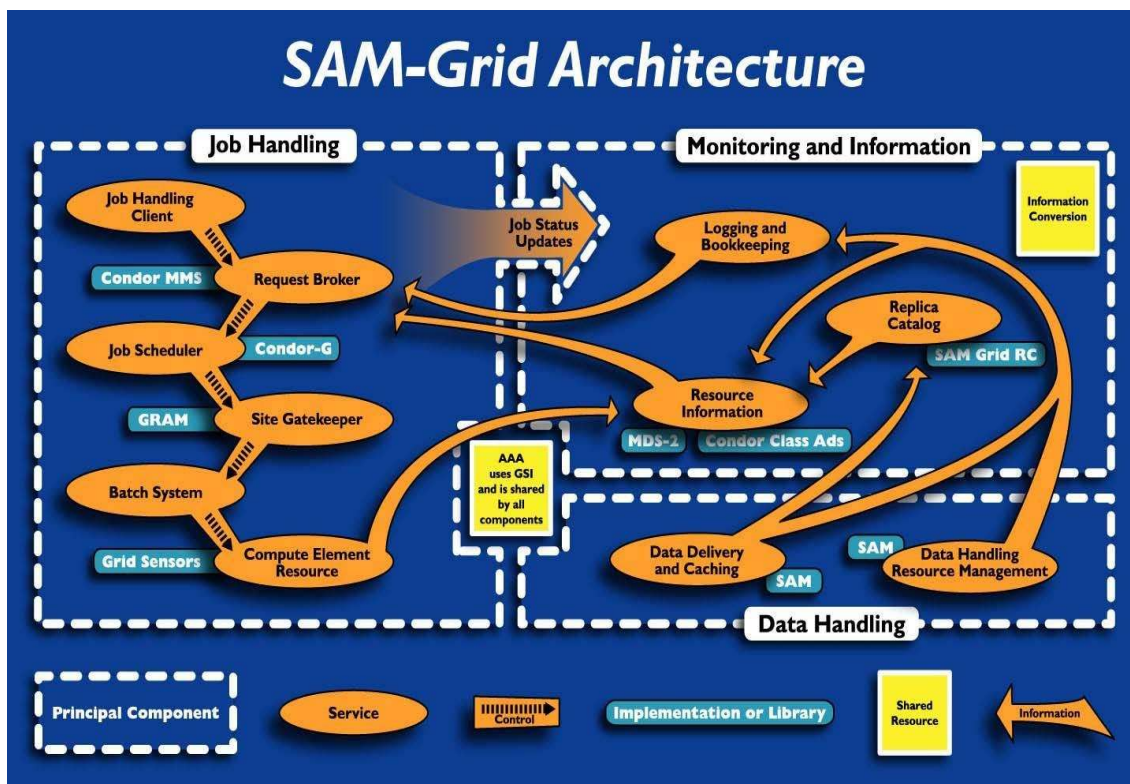 SAM-Grid Architecture
Job Handling
Job Handling
Client
Condor MMS
Request Broker
Job Scheduler
Condor-G
GRAM
Site Gatekeeper
Batch System
Grid Sensors
Compute Element
Resource
Job Status
Updates
AAA
uses GSI
and is shared
by all
components
Monitoring and Information
Information
Conversion
Logging and
Bookkeeping
Replica
Catalog
SAM Grid RC
Resource
Information
MDS-2
Condor Class Ads
Data Delivery
and Caching
SAM
SAM
Data Handling
Resource Management
Data Handling
Principal Component
Service
Control
Implementation or Library
Shared
Resource
Information